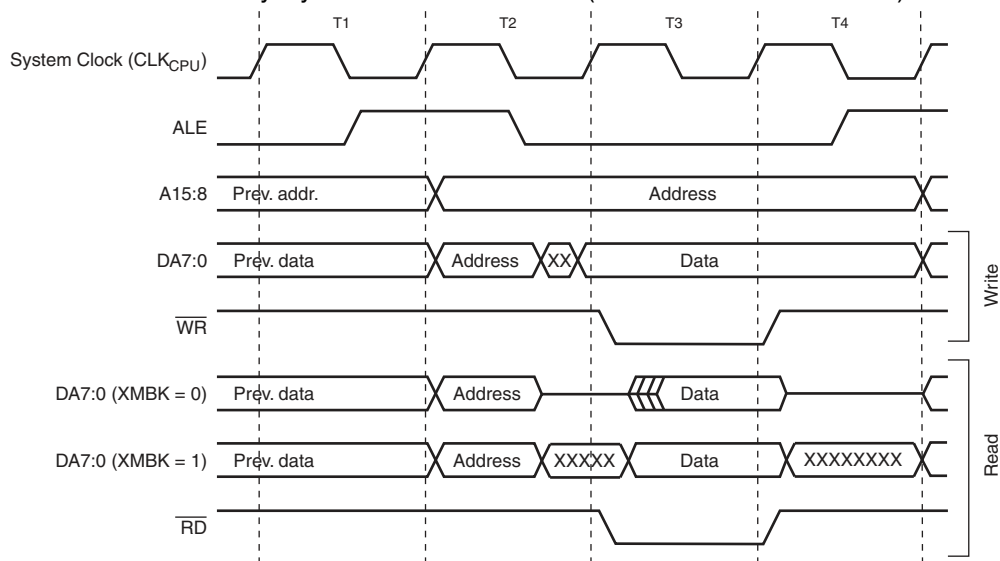 T1 T2 T3 T4
System Clock (CLKCPU)
ALE
A15:8 Prev. addr. Address
DA7:0 Prev. data Address XX Data
WR
Write
DA7:0 (XMBK = 0) Prev. data Address Data
DA7:0 (XMBK = 1) Prev. data Address XXXXX Data XXXXXXXX
RD
Read